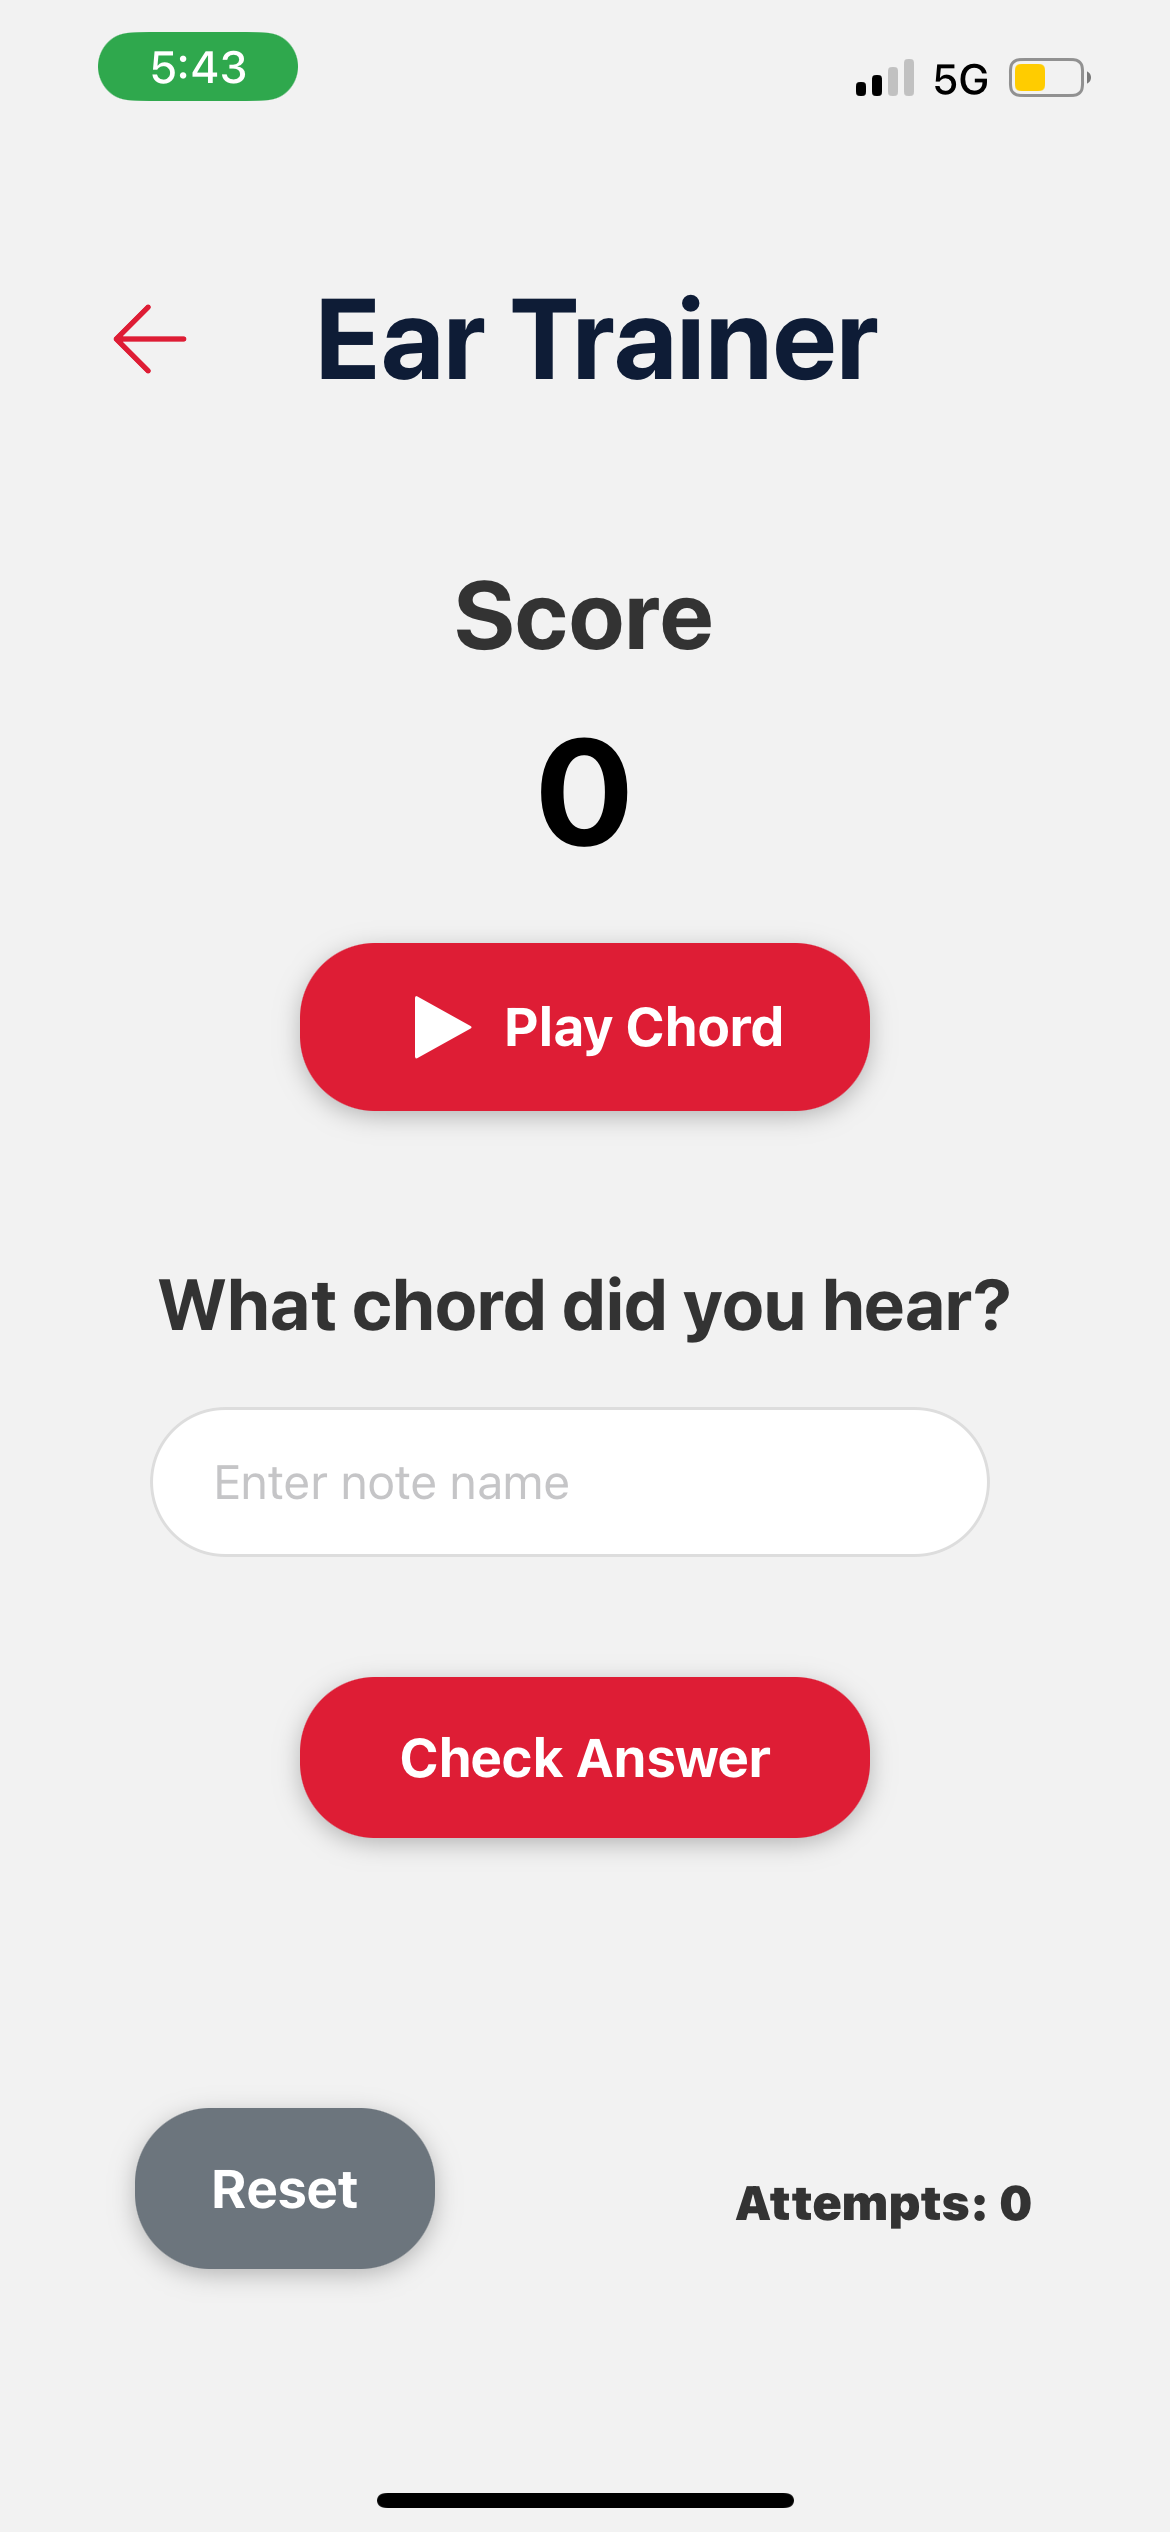 5:43
5G
Ear Trainer
Score
0
Play Chord
What chord did you hear?
Enter note name
Check Answer
Reset
Attempts: 0